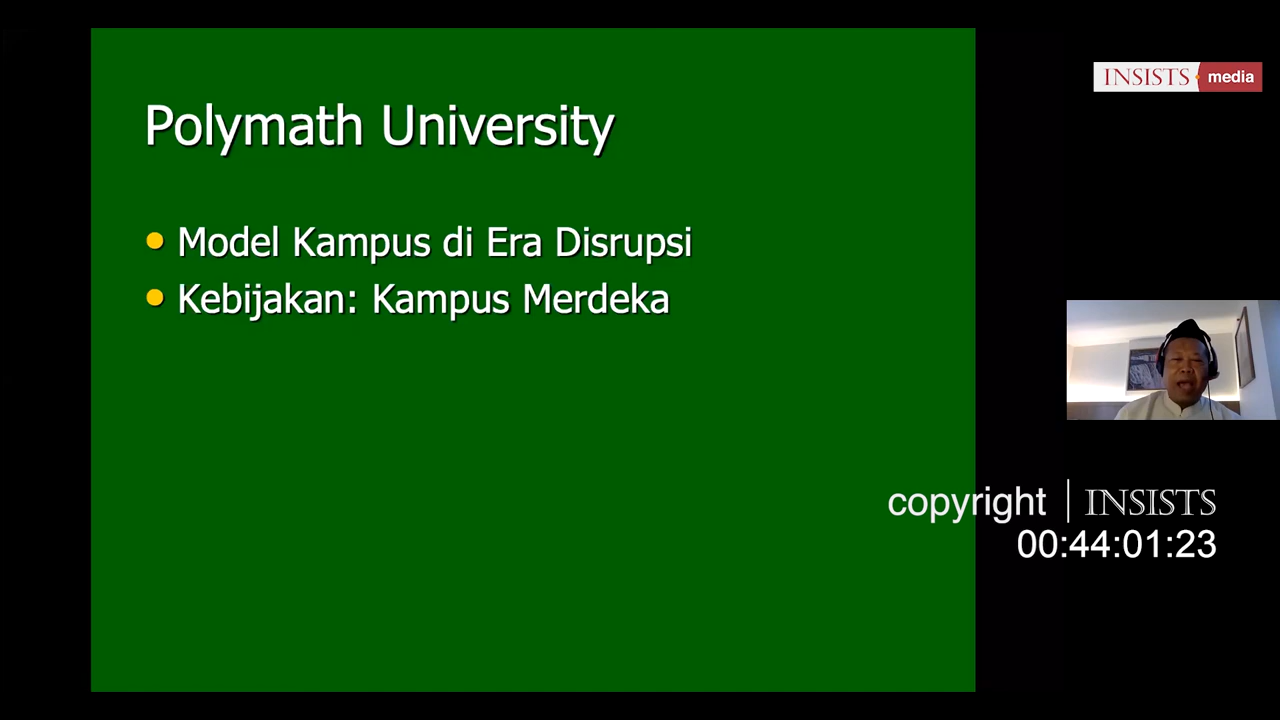 Polymath University
Model Kampus di Era Disrupsi
Kebijakan: Kampus Merdeka
INSISTS media
copyright | INSISTS
00:44:01:23